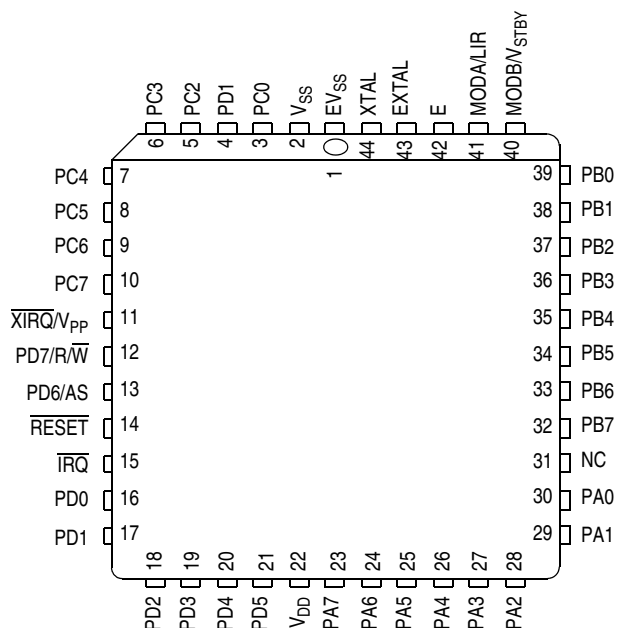 PC3
PC2
PD1
PC0
VSS
EVSS
XTAL
EXTAL
E
MODA/LIR
MODB/VSTBY
6
5
4
3
2
1
44
43
42
41
40
PC4 7
PC5 8
PC6 9
PC7 10
XIRQ/VPP 11
PD7/R/W 12
PD6/AS 13
RESET 14
IRQ 15
PD0 16
PD1 17
39 PB0
38 PB1
37 PB2
36 PB3
35 PB4
34 PB5
33 PB6
32 PB7
31 NC
30 PA0
29 PA1
18
19
20
21
22
23
24
25
26
27
28
PD2
PD3
PD4
PD5
VDD
PA7
PA6
PA5
PA4
PA3
PA2